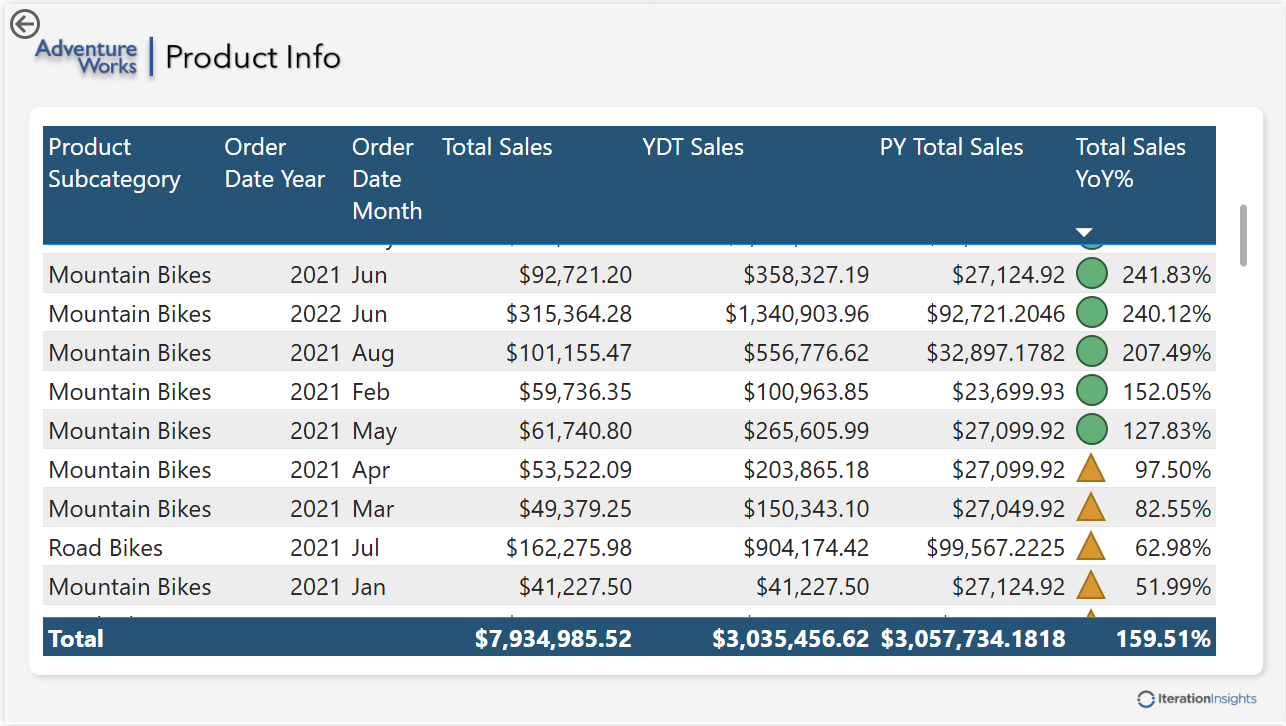 Adventure
Works
Product Info
Product Subcategory Order Date Year Order Date Month Total Sales YDT Sales PY Total Sales Total Sales YoY%
Mountain Bikes 2021 Jun $92,721.20 $358,327.19 $27,124.92 241.83%
Mountain Bikes 2022 Jun $315,364.28 $1,340,903.96 $92,721.2046 240.12%
Mountain Bikes 2021 Aug $101,155.47 $556,776.62 $32,897.1782 207.49%
Mountain Bikes 2021 Feb $59,736.35 $100,963.85 $23,699.93 152.05%
Mountain Bikes 2021 May $61,740.80 $265,605.99 $27,099.92 127.83%
Mountain Bikes 2021 Apr $53,522.09 $203,865.18 $27,099.92 97.50%
Mountain Bikes 2021 Mar $49,379.25 $150,343.10 $27,049.92 82.55%
Road Bikes 2021 Jul $162,275.98 $904,174.42 $99,567.2225 62.98%
Mountain Bikes 2021 Jan $41,227.50 $41,227.50 $27,124.92 51.99%
Total $7,934,985.52 $3,035,456.62 $3,057,734.1818 159.51%
IterationInsights